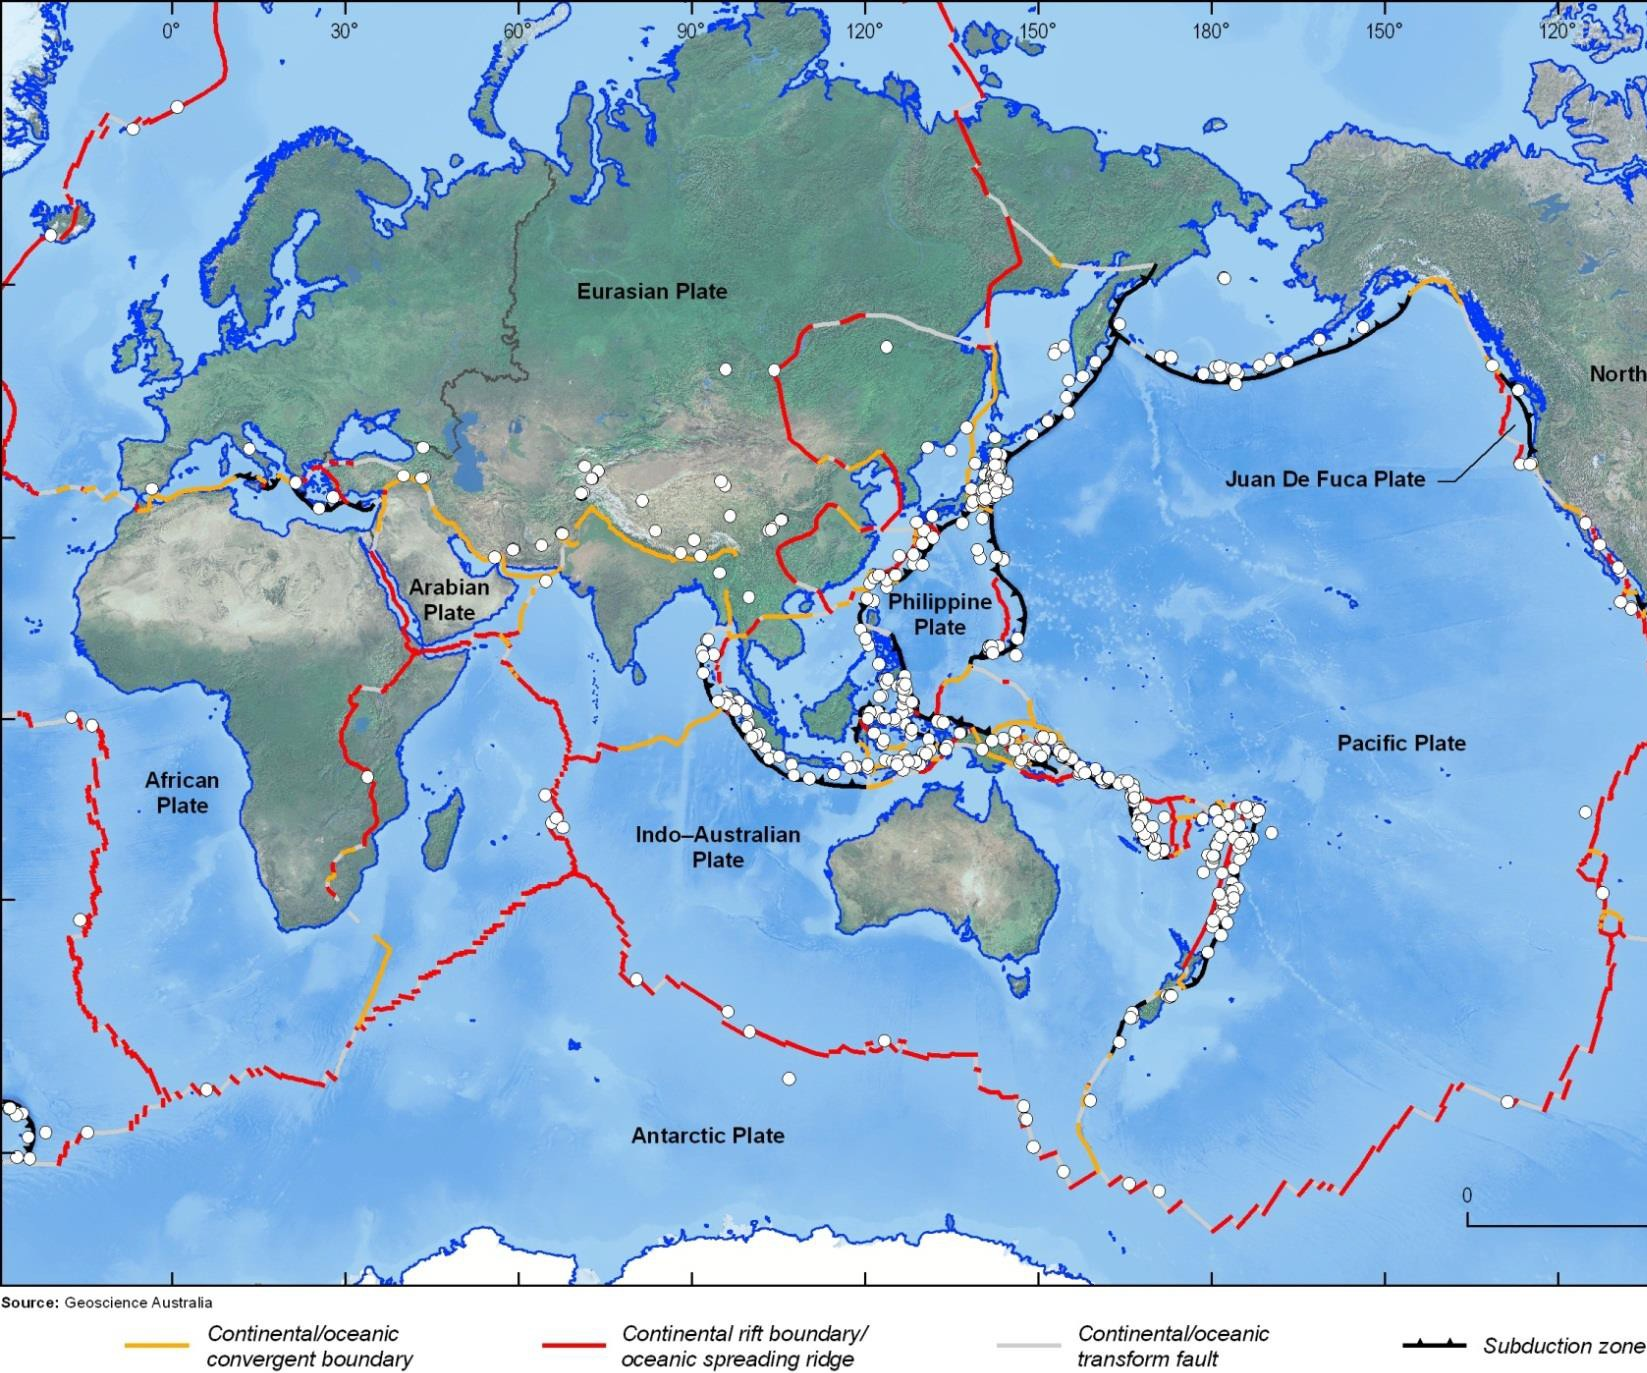 0° 30° 60° 90° 120° 150° 180° 150° 120°
Eurasian Plate
North
Juan De Fuca Plate
Arabian
Plate
Philippine
Plate
Pacific Plate
African
Plate
Indo–Australian
Plate
Antarctic Plate
0
Source: Geoscience Australia
Continental/oceanic
convergent boundary
Continental rift boundary/
oceanic spreading ridge
Continental/oceanic
transform fault
Subduction zone